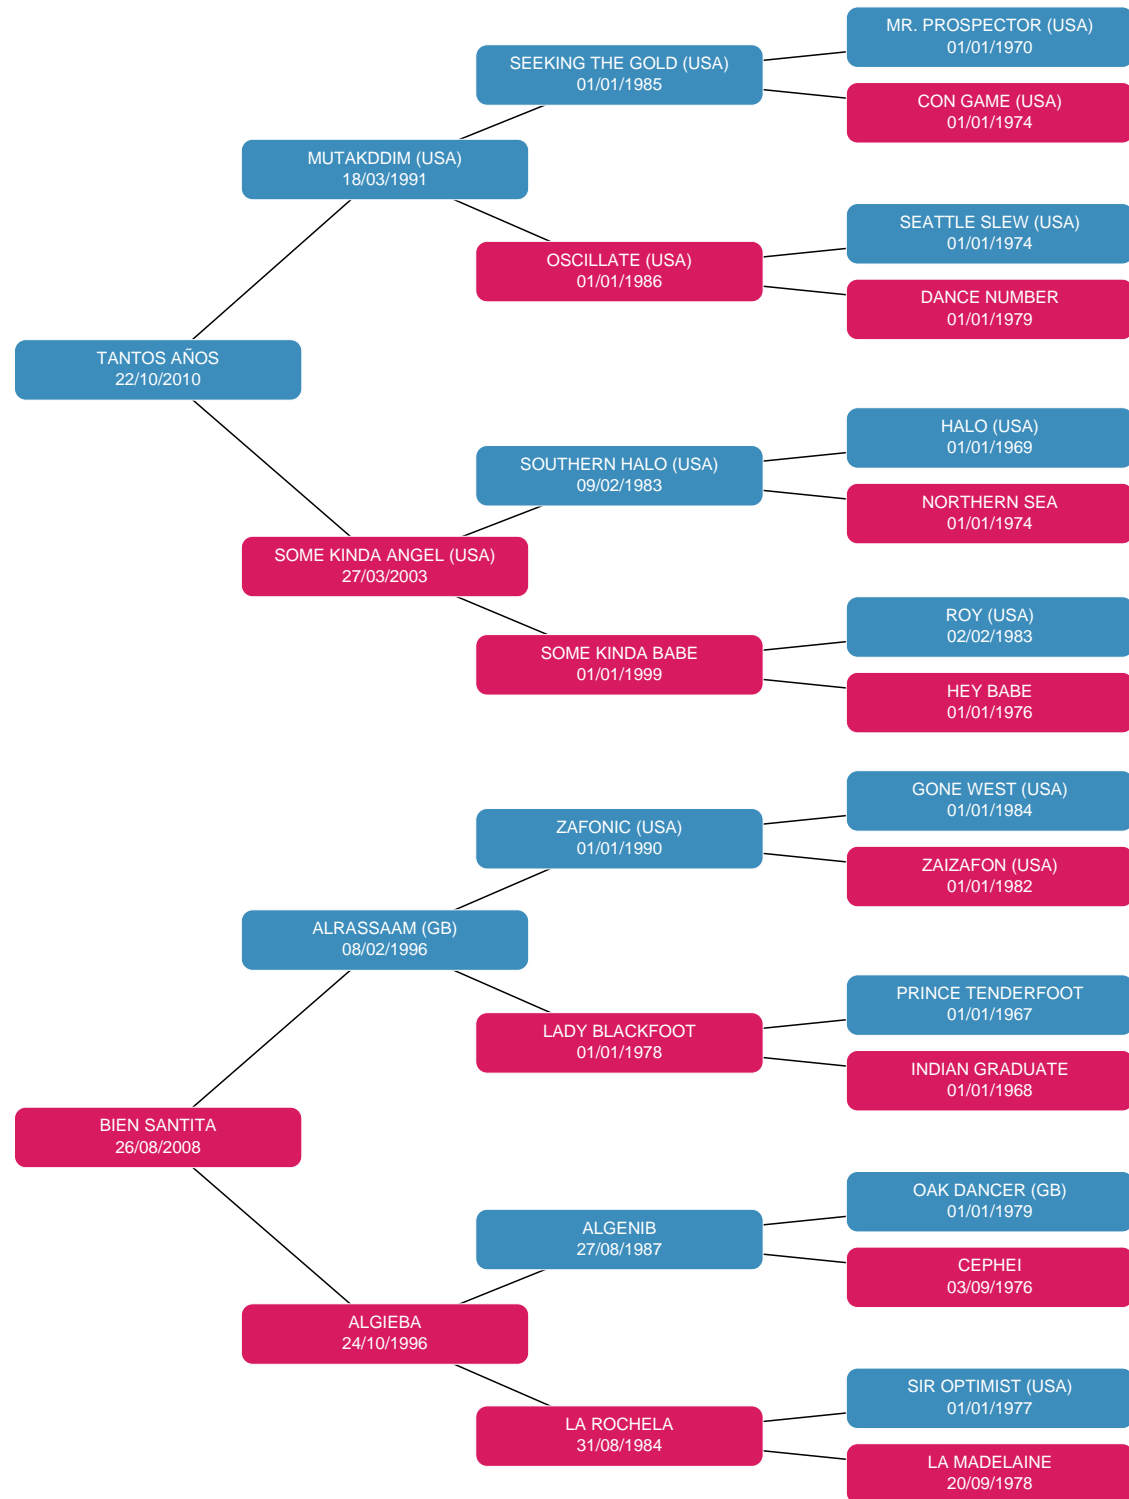 MR. PROSPECTOR (USA)
01/01/1970
SEEKING THE GOLD (USA)
01/01/1985
CON GAME (USA)
01/01/1974
MUTAKDDIM (USA)
18/03/1991
SEATTLE SLEW (USA)
01/01/1974
OSCILLATE (USA)
01/01/1986
DANCE NUMBER
01/01/1979
TANTOS AÑOS
22/10/2010
HALO (USA)
01/01/1969
SOUTHERN HALO (USA)
09/02/1983
NORTHERN SEA
01/01/1974
SOME KINDA ANGEL (USA)
27/03/2003
ROY (USA)
02/02/1983
SOME KINDA BABE
01/01/1999
HEY BABE
01/01/1976
GONE WEST (USA)
01/01/1984
ZAFONIC (USA)
01/01/1990
ZAIZAFON (USA)
01/01/1982
ALRASSAAM (GB)
08/02/1996
PRINCE TENDERFOOT
01/01/1967
LADY BLACKFOOT
01/01/1978
INDIAN GRADUATE
01/01/1968
BIEN SANTITA
26/08/2008
OAK DANCER (GB)
01/01/1979
ALGENIB
27/08/1987
CEPHEI
03/09/1976
ALGIEBA
24/10/1996
SIR OPTIMIST (USA)
01/01/1977
LA ROCHELA
31/08/1984
LA MADELAINE
20/09/1978